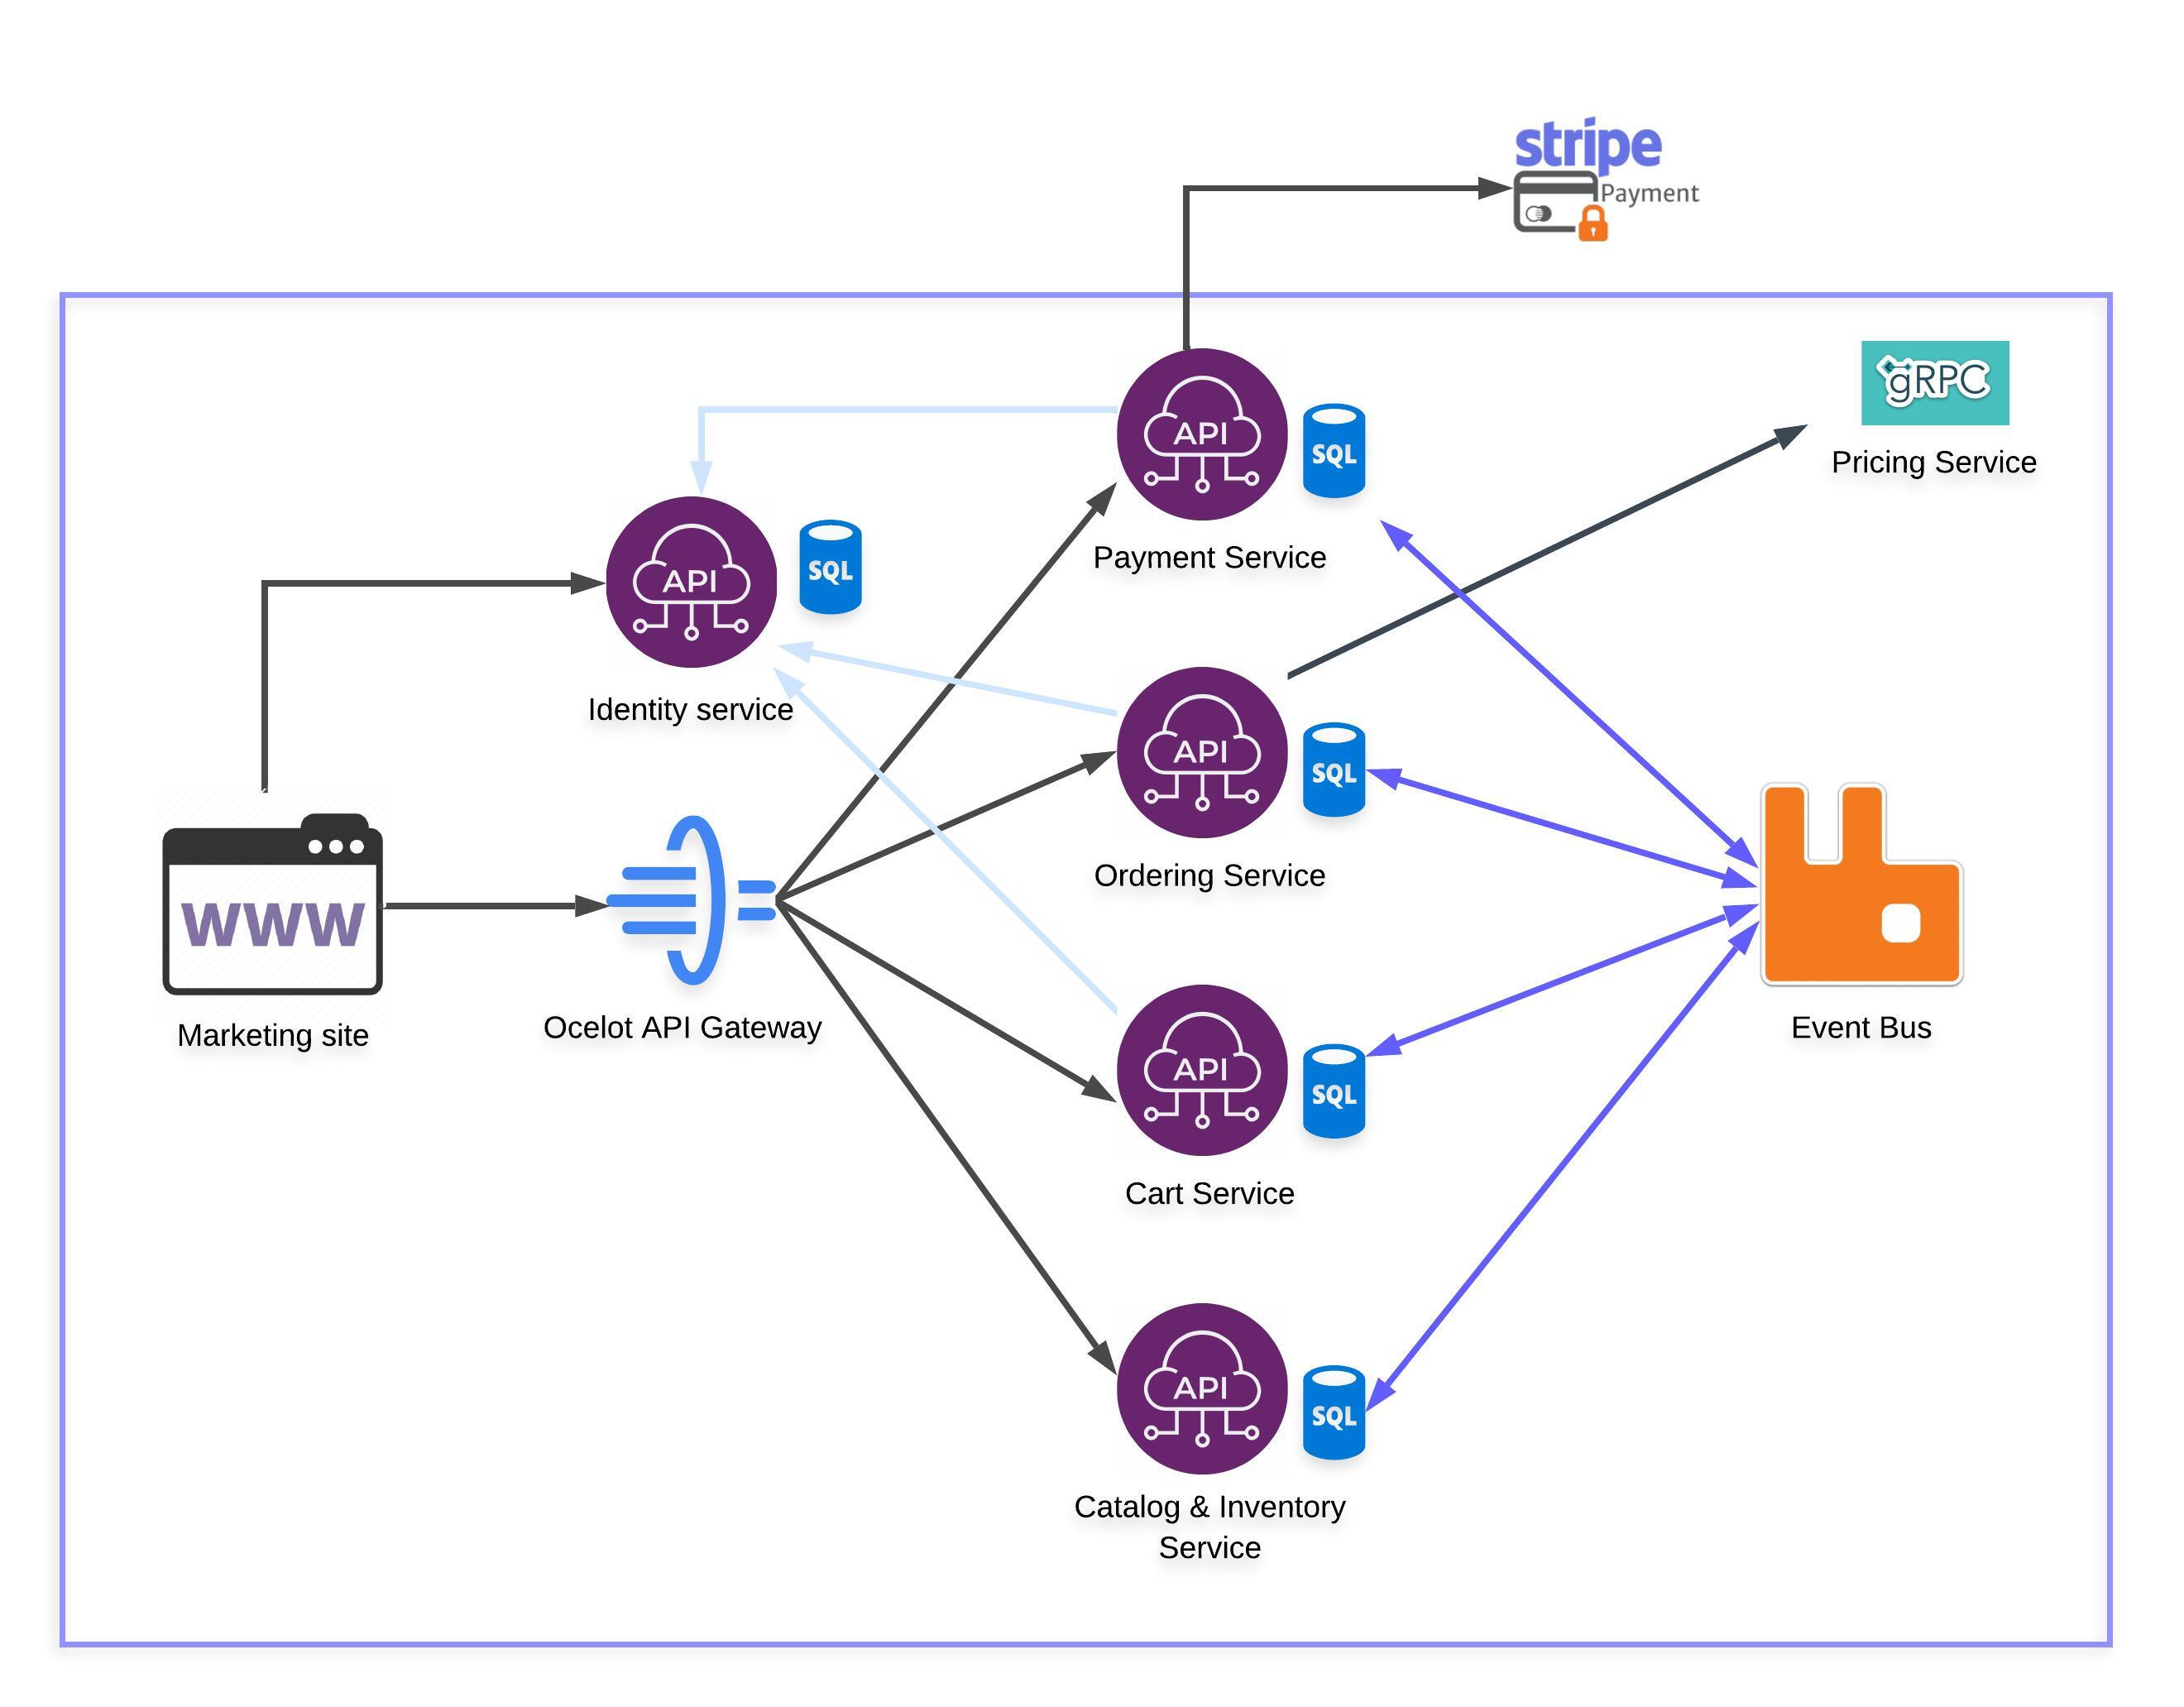 stripe
Payment
gRPC
Pricing Service
API
SQL
Payment Service
API
SQL
Identity service
API
SQL
Ordering Service
www
Marketing site
Ocelot API Gateway
Event Bus
API
SQL
Cart Service
API
SQL
Catalog & Inventory
Service